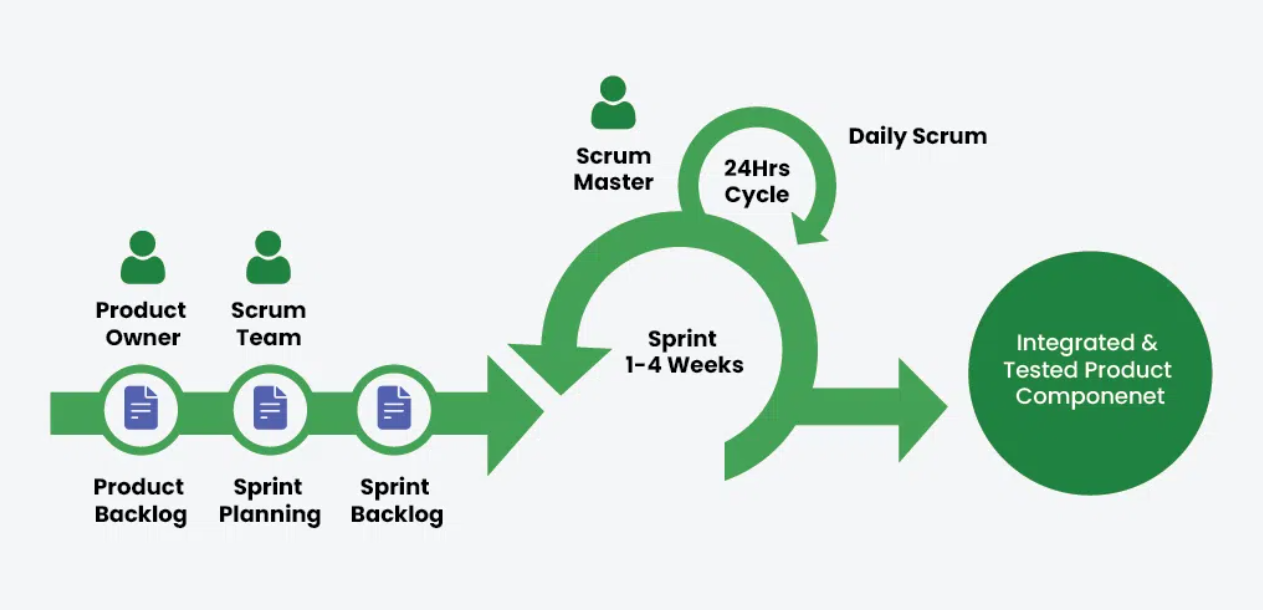 Scrum
Master
24Hrs
Cycle
Daily Scrum
Product
Owner
Scrum
Team
Sprint
1-4 Weeks
Integrated &
Tested Product
Componenet
Product
Backlog
Sprint
Planning
Sprint
Backlog